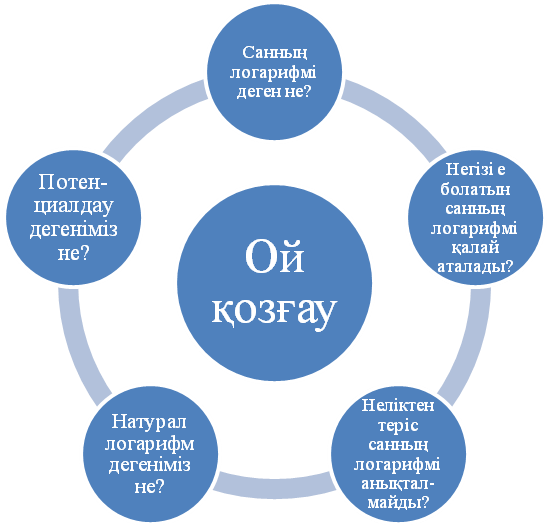 Санның
логарифмі
деген не?
Негізі е
болатын
санның
логарифмі
қалай
аталады?
Неліктен
теріс
санның
логарифмі
анықтал-
майды?
Натурал
логарифм
дегеніміз
не?
Потен-
циалдау
дегеніміз
не?
Ой
қозғау